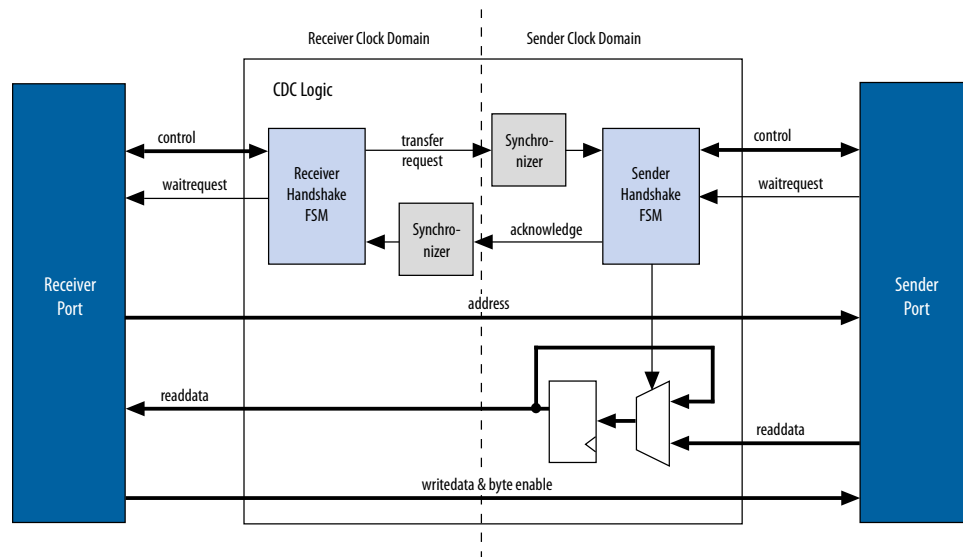 Receiver Clock Domain
Sender Clock Domain
CDC Logic
control
transfer
request
Synchro-
nizer
control
Receiver
Handshake
FSM
Sender
Handshake
FSM
waitrequest
waitrequest
Synchro-
nizer
acknowledge
Receiver
Port
Sender
Port
address
readdata
readdata
writedata & byte enable